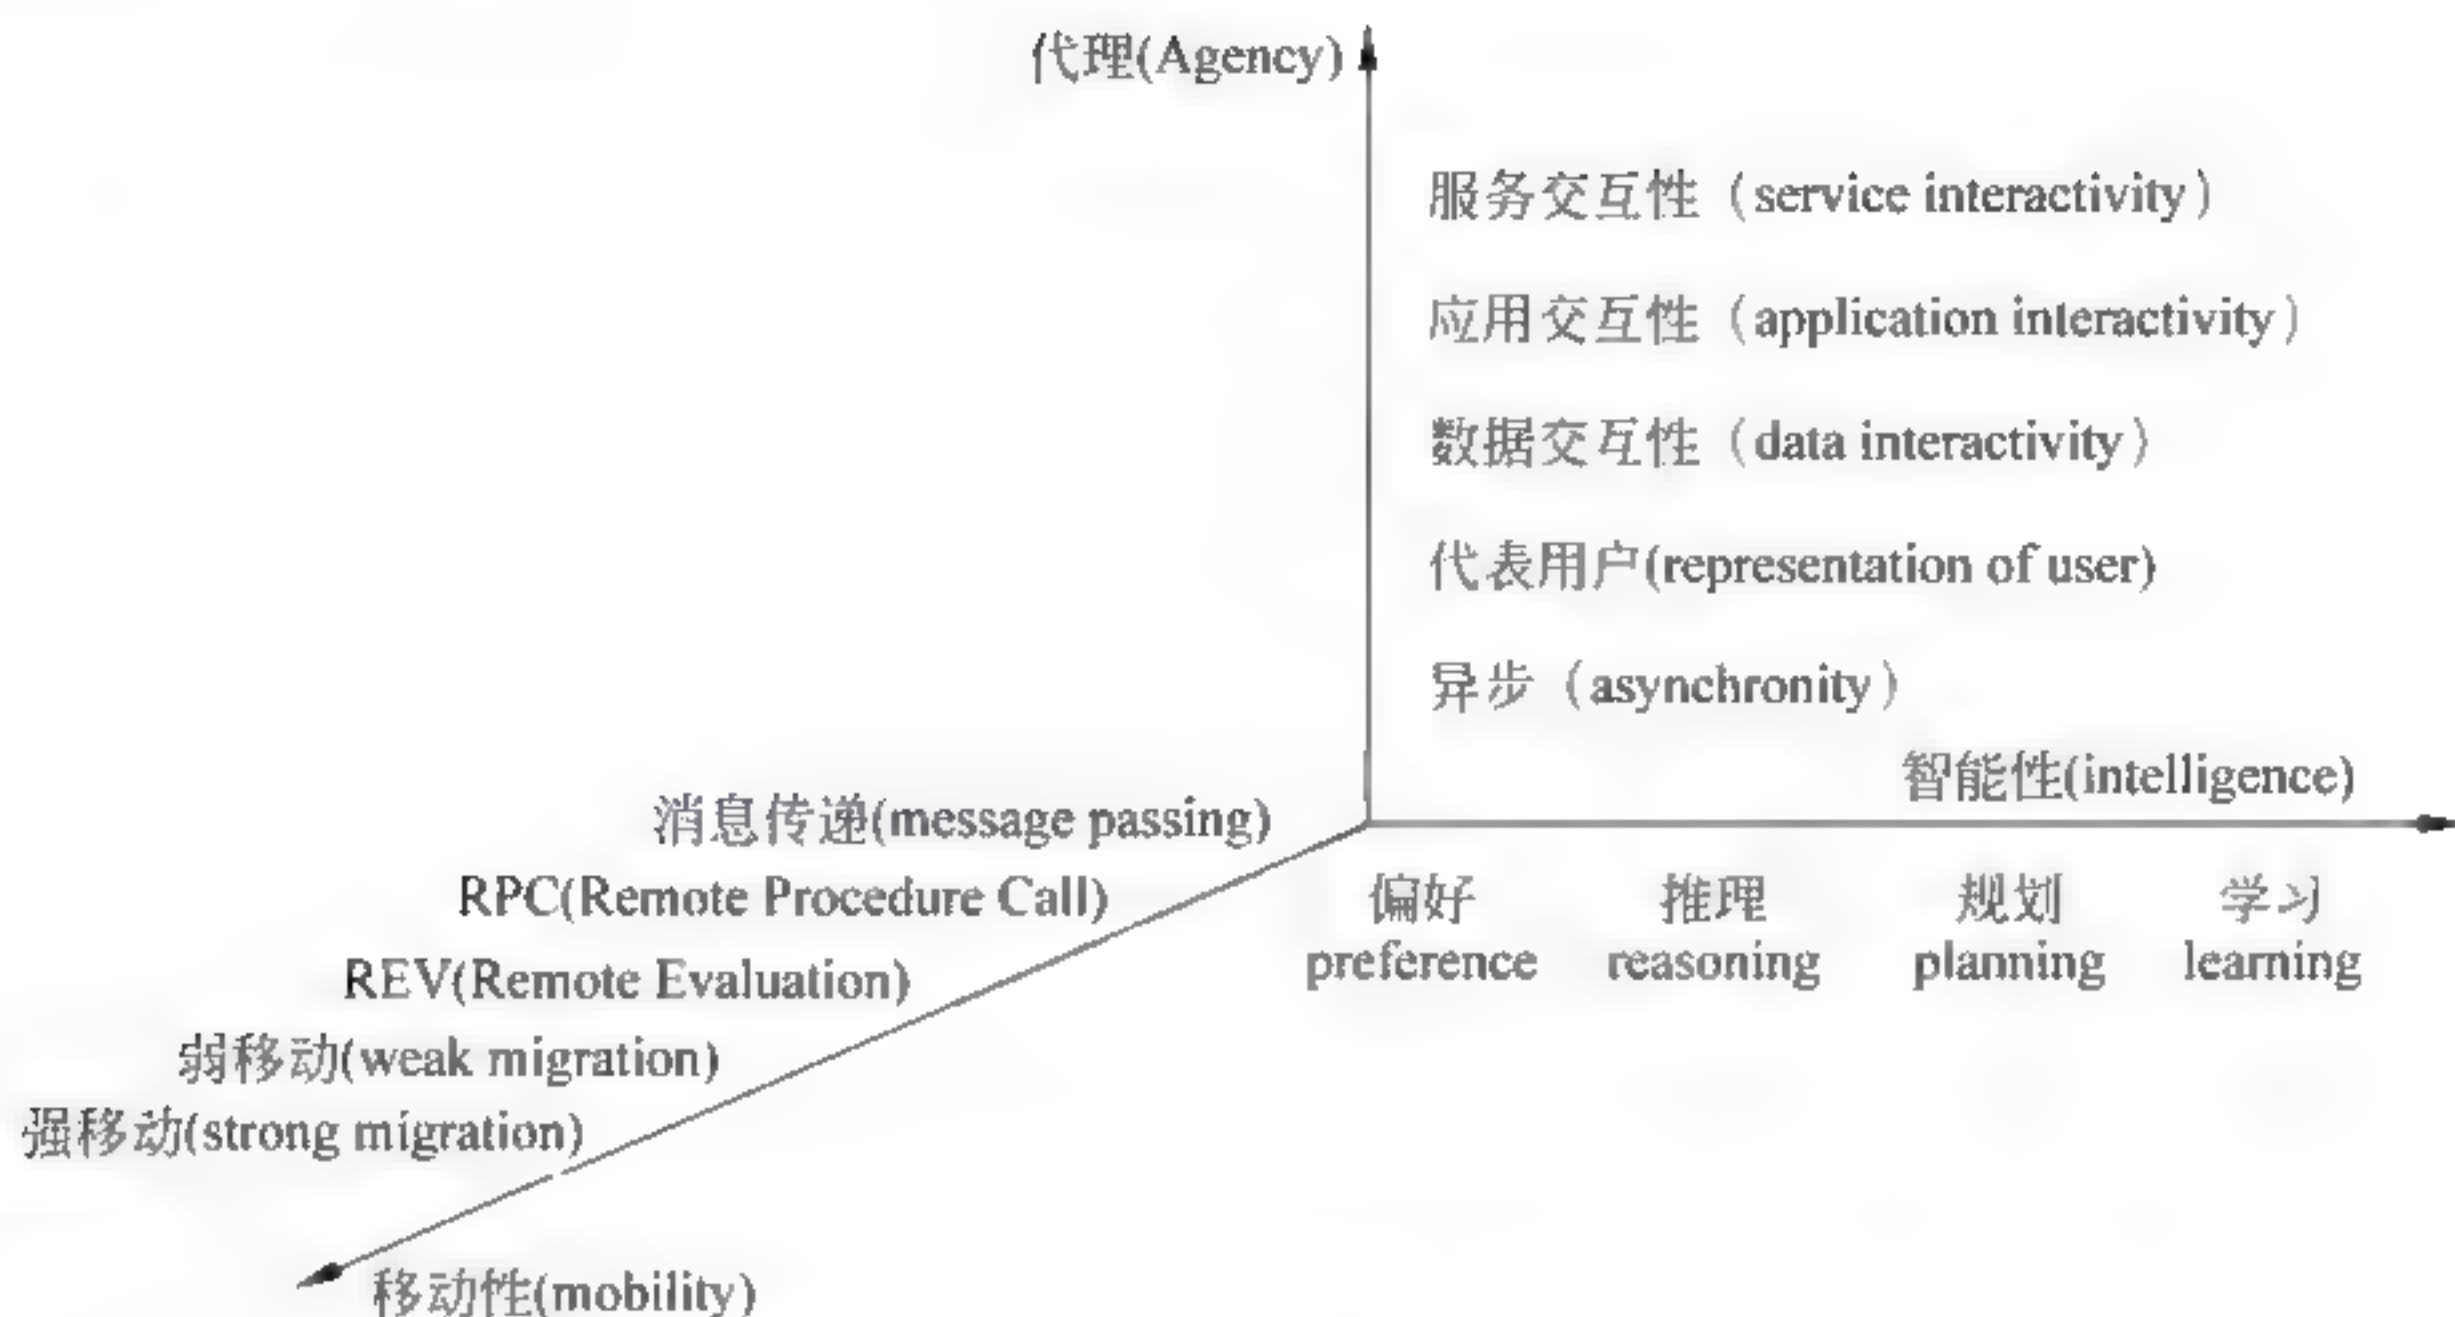 代理(Agency)
服务交互性（service interactivity）
应用交互性（application interactivity）
数据交互性（data interactivity）
代表用户(representation of user)
异步（asynchronity）
智能性(intelligence)
消息传递(message passing)
RPC(Remote Procedure Call)
REV(Remote Evaluation)
弱移动(weak migration)
强移动(strong migration)
移动性(mobility)
偏好 推理 规划 学习
preference reasoning planning learning